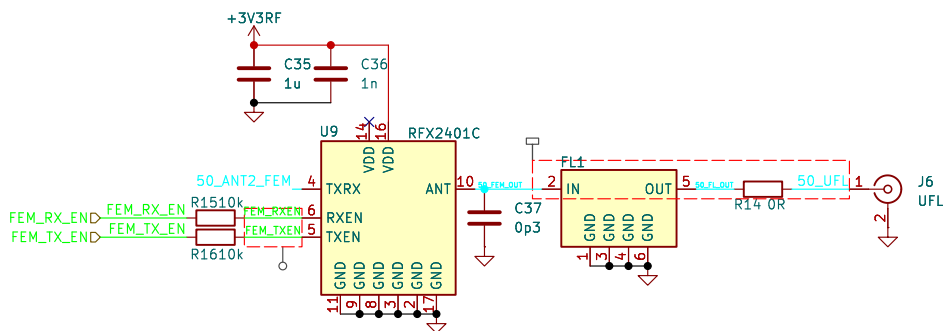 +3V3RF
C35
1u
C36
1n
U9
RFX2401C
14
16
VDD
VDD
50_ANT2_FEM
4
TXRX
ANT
10
50_FEM_OUT
2
IN
FL1
OUT
5
50_FL_OUT
R14 0R
50_UFL
1
J6
UFL
2
FEM_RX_EN
FEM_RX_EN
R15 10k
FEM_RXEN
6
RXEN
FEM_TX_EN
FEM_TX_EN
R16 10k
FEM_TXEN
5
TXEN
C37
0p3
GND
GND
GND
GND
GND
GND
11
9
8
3
2
17
GND
GND
GND
GND
1
3
4
6